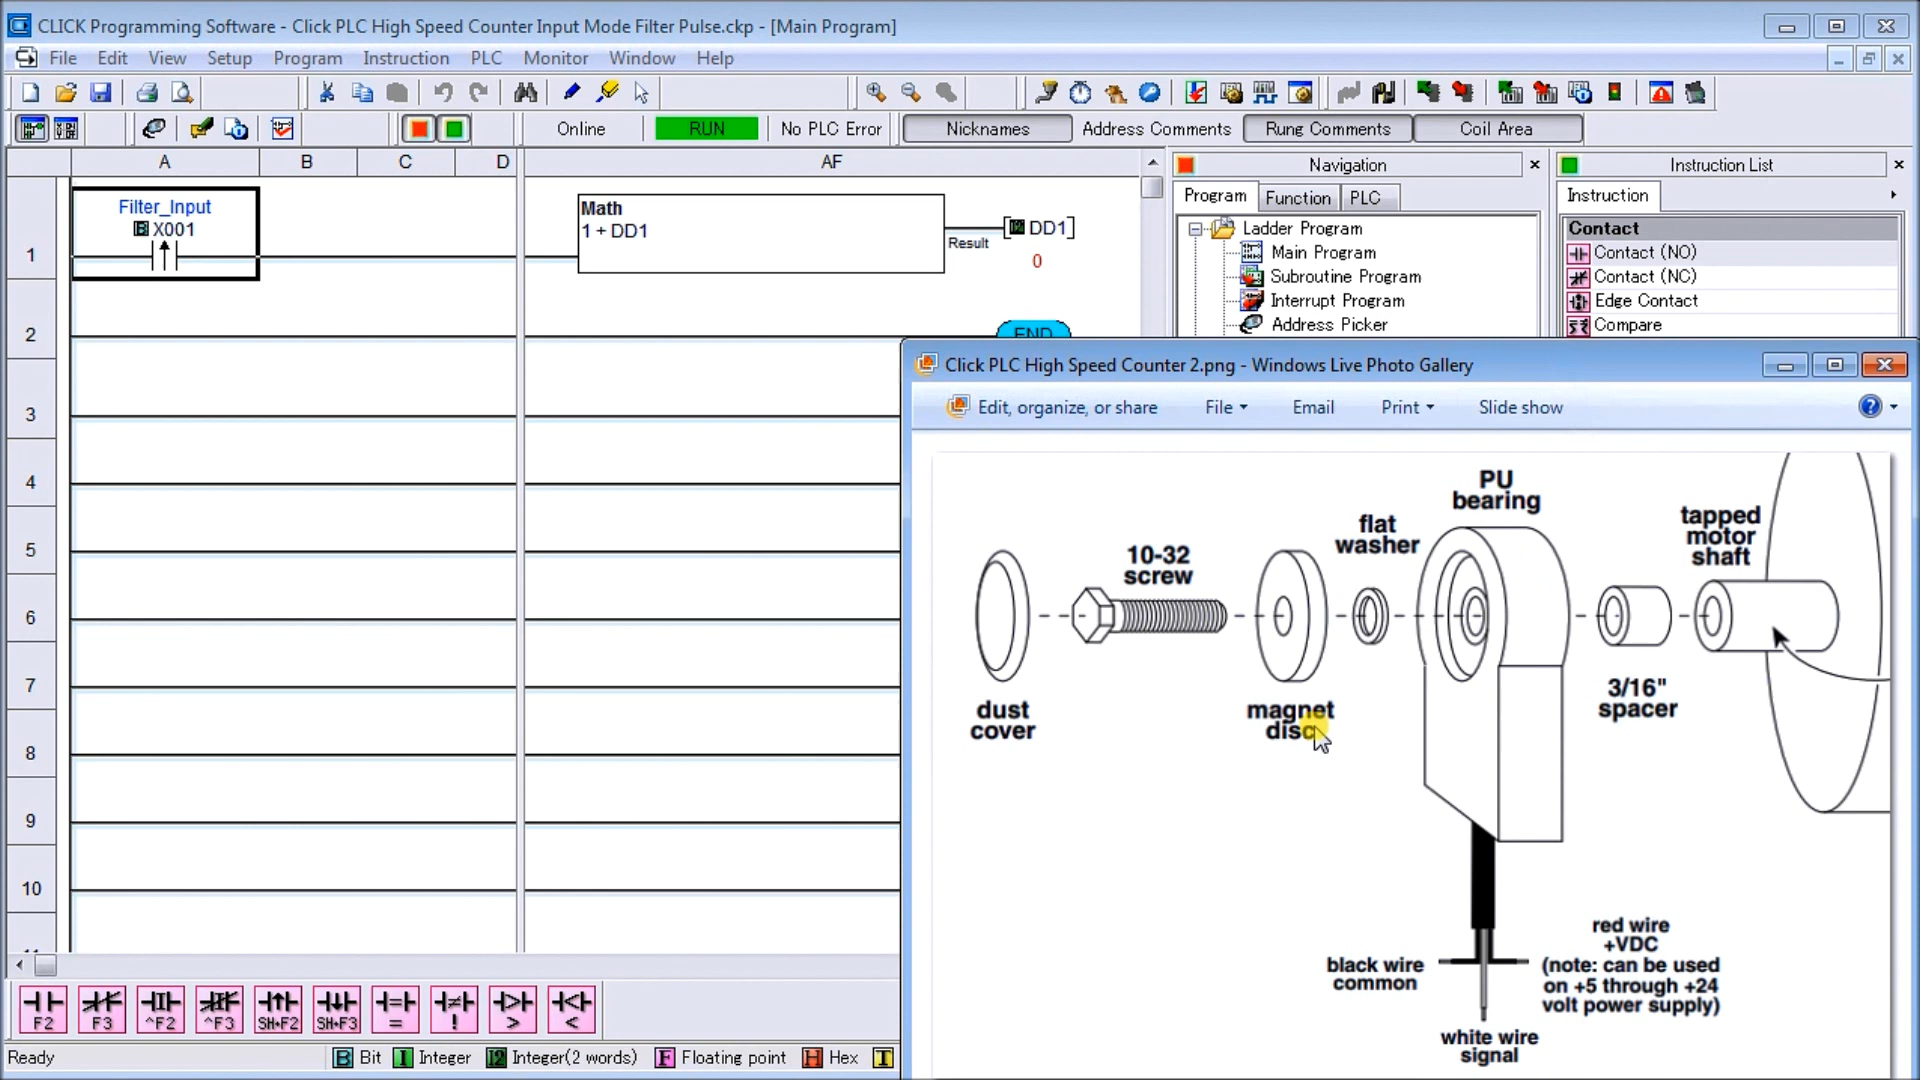 CLICK Programming Software - Click PLC High Speed Counter Input Mode Filter Pulse.ckp - [Main Program]
File Edit View Setup Program Instruction PLC Monitor Window Help
Online RUN No PLC Error Nicknames Address Comments Rung Comments Coil Area
A B C D AF
Filter_Input
B X001
1
Math
1 + DD1
Result
DD1
0
2
END
3
4
5
6
7
8
9
10
F2 F3 ^F2 ^F3 SH+F2 SH+F3 = ! > <
Ready
B Bit I Integer I2 Integer(2 words) F Floating point H Hex T
Navigation
Program Function PLC
Ladder Program
Main Program
Subroutine Program
Interrupt Program
Address Picker
Instruction List
Instruction
Contact
Contact (NO)
Contact (NC)
Edge Contact
Compare
Click PLC High Speed Counter 2.png - Windows Live Photo Gallery
Edit, organize, or share File Email Print Slide show
dust
cover
10-32
screw
magnet
disc
flat
washer
PU
bearing
3/16"
spacer
tapped
motor
shaft
black wire
common
white wire
signal
red wire
+VDC
(note: can be used
on +5 through +24
volt power supply)